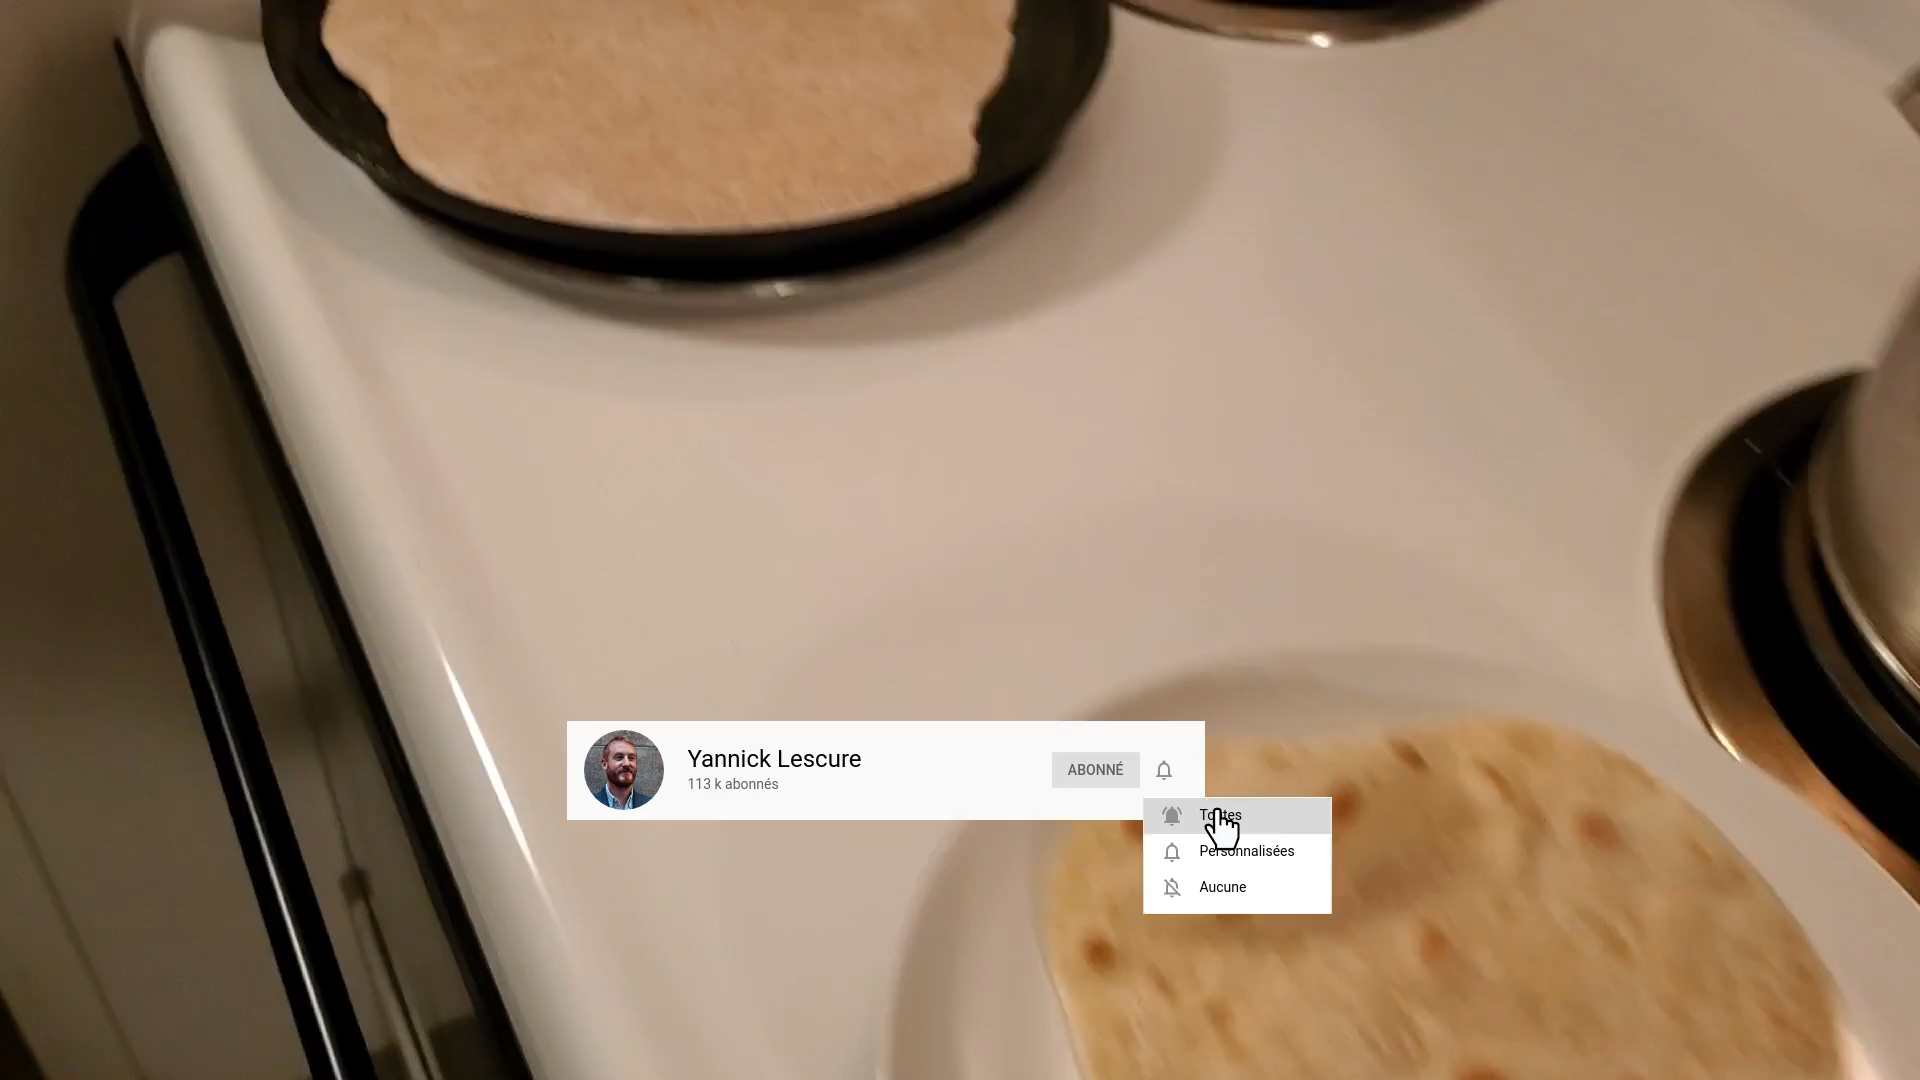 Yannick Lescure
113 k abonnés
ABONNÉ
Toutes
Personnalisées
Aucune